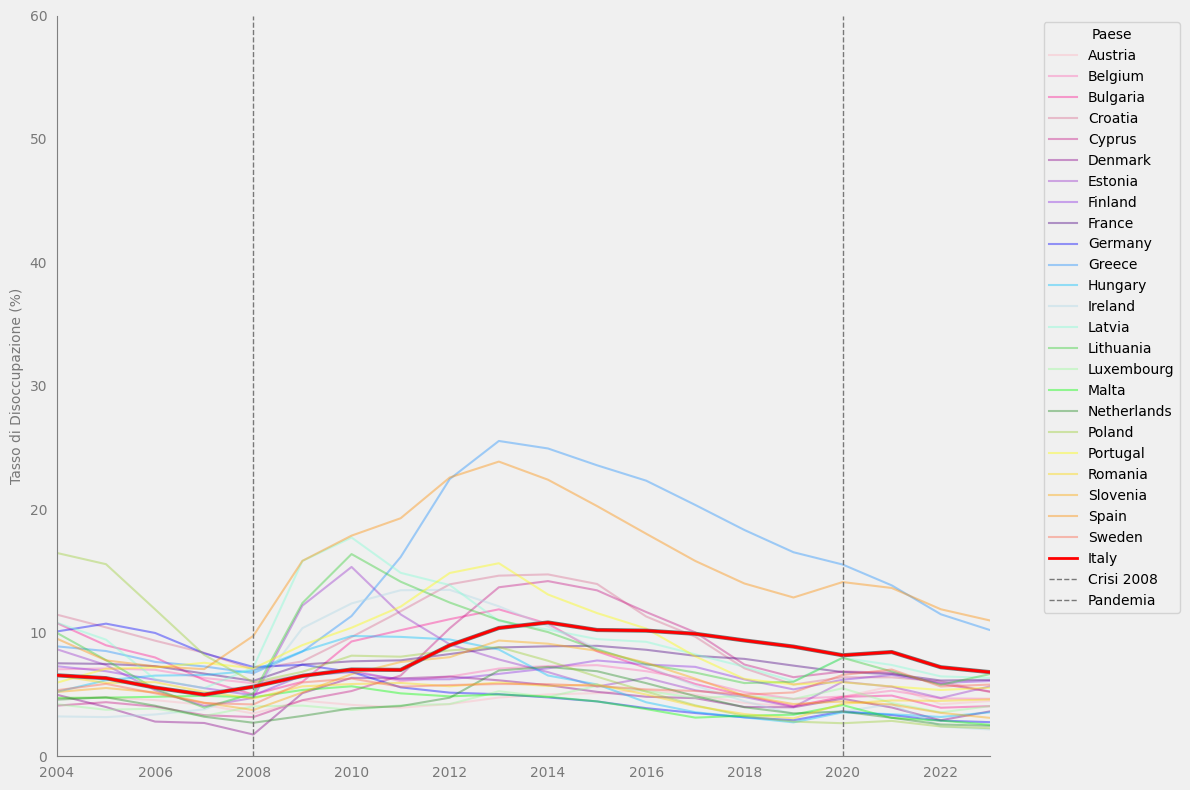 60
50
40
30
20
10
0
Tasso di Disoccupazione (%)
2004 2006 2008 2010 2012 2014 2016 2018 2020 2022
Paese
Austria
Belgium
Bulgaria
Croatia
Cyprus
Denmark
Estonia
Finland
France
Germany
Greece
Hungary
Ireland
Latvia
Lithuania
Luxembourg
Malta
Netherlands
Poland
Portugal
Romania
Slovenia
Spain
Sweden
Italy
Crisi 2008
Pandemia